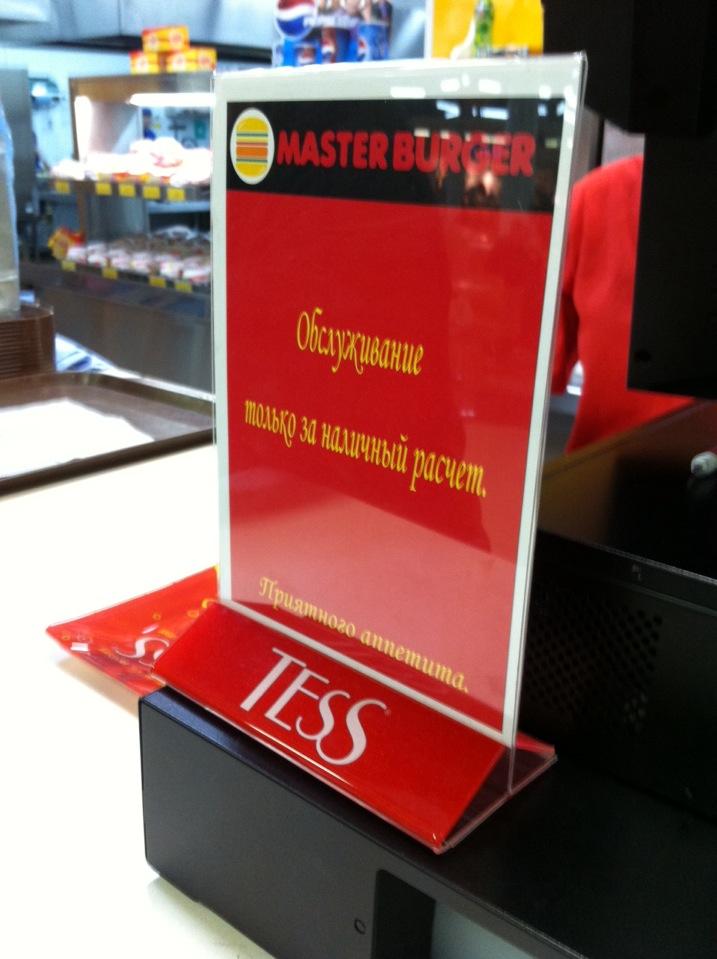 MASTER BURGER
Обслуживание
только за наличный расчет.
Приятного аппетита.
TESS